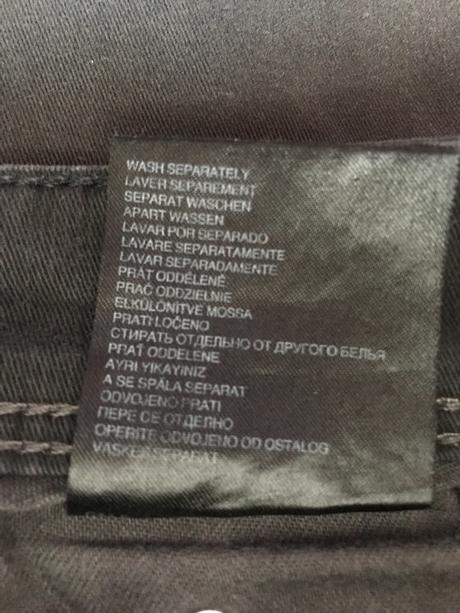 WASH SEPARATELY
LAVER SEPAREMENT
SEPARAT WASCHEN
APART WASSEN
LAVAR POR SEPARADO
LAVARE SEPARATAMENTE
LAVAR SEPARADAMENTE
PRÁT ODDĚLENĚ
PRAĆ ODDZIELNIE
ELKÜLÖNÍTVE MOSSA
PRATI LOČENO
СТИРАТЬ ОТДЕЛЬНО ОТ ДРУГОГО БЕЛЬЯ
PRAŤ ODDELENE
AYRI YIKAYINIZ
A SE SPĂLA SEPARAT
ODVOJENO PRATI
ПЕРЕ СЕ ОТДЕЛНО
OPERITE ODVOJEMO OD OSTALOG
VASKES SEPARAT